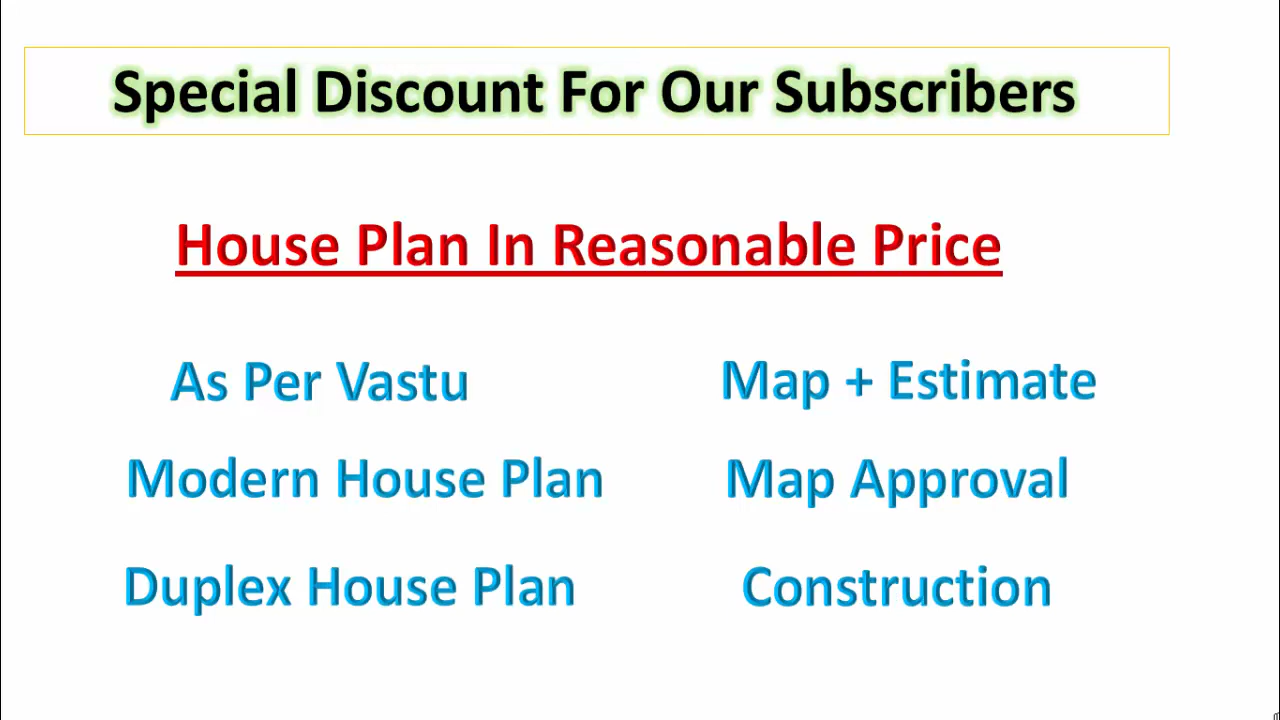 Special Discount For Our Subscribers
House Plan In Reasonable Price
As Per Vastu
Map + Estimate
Modern House Plan
Map Approval
Duplex House Plan
Construction